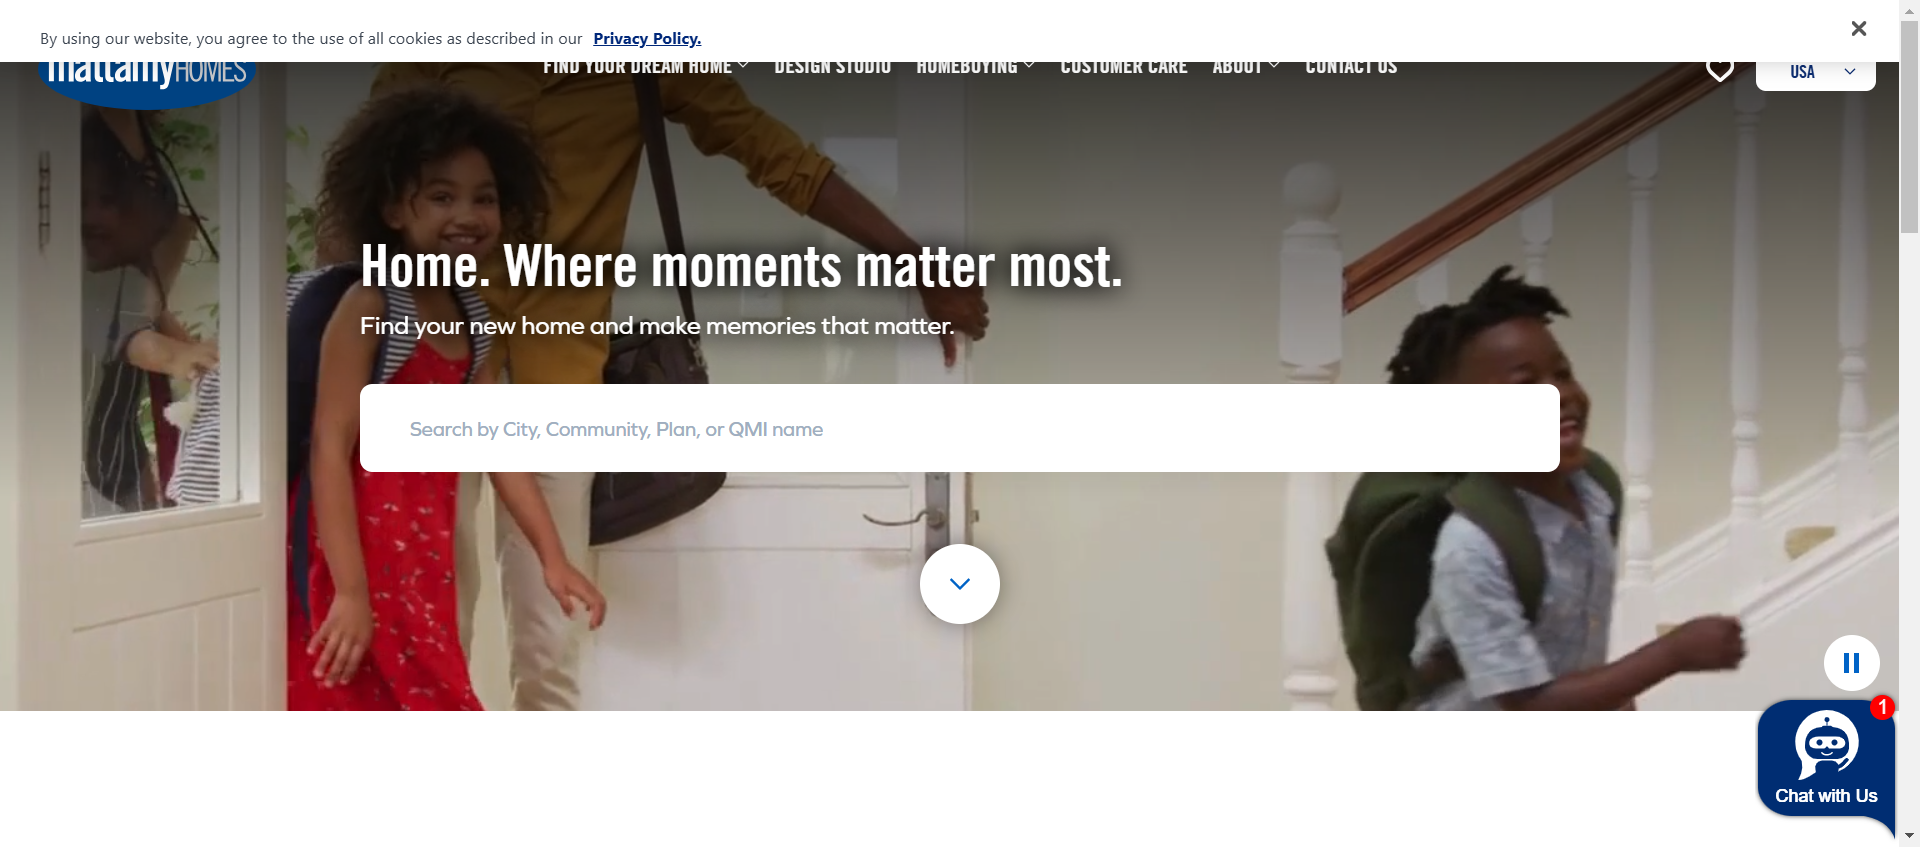 By using our website, you agree to the use of all cookies as described in our Privacy Policy.
mattamyHOMES
FIND YOUR DREAM HOME
DESIGN STUDIO
HOMEBUYING
CUSTOMER CARE
ABOUT
CONTACT US
USA
Home. Where moments matter most.
Find your new home and make memories that matter.
Search by City, Community, Plan, or QMI name
1
Chat with Us